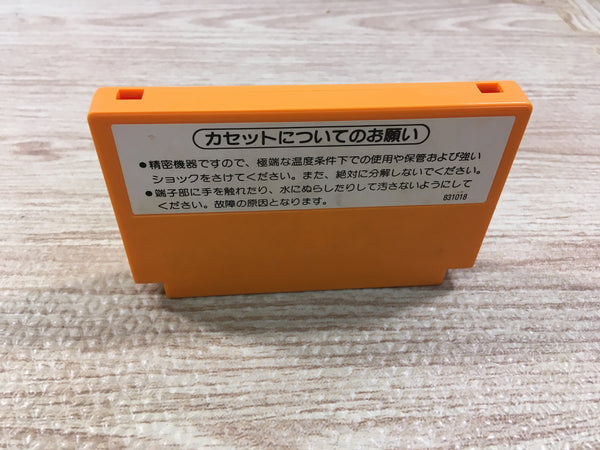 カセットについてのお願い
●精密機器ですので、極端な温度条件下での使用や保管および強い
ショックをさけてください。また、絶対に分解しないでください。
●端子部に手を触れたり、水にぬらしたりして汚さないようにして
ください。故障の原因となります。
831018